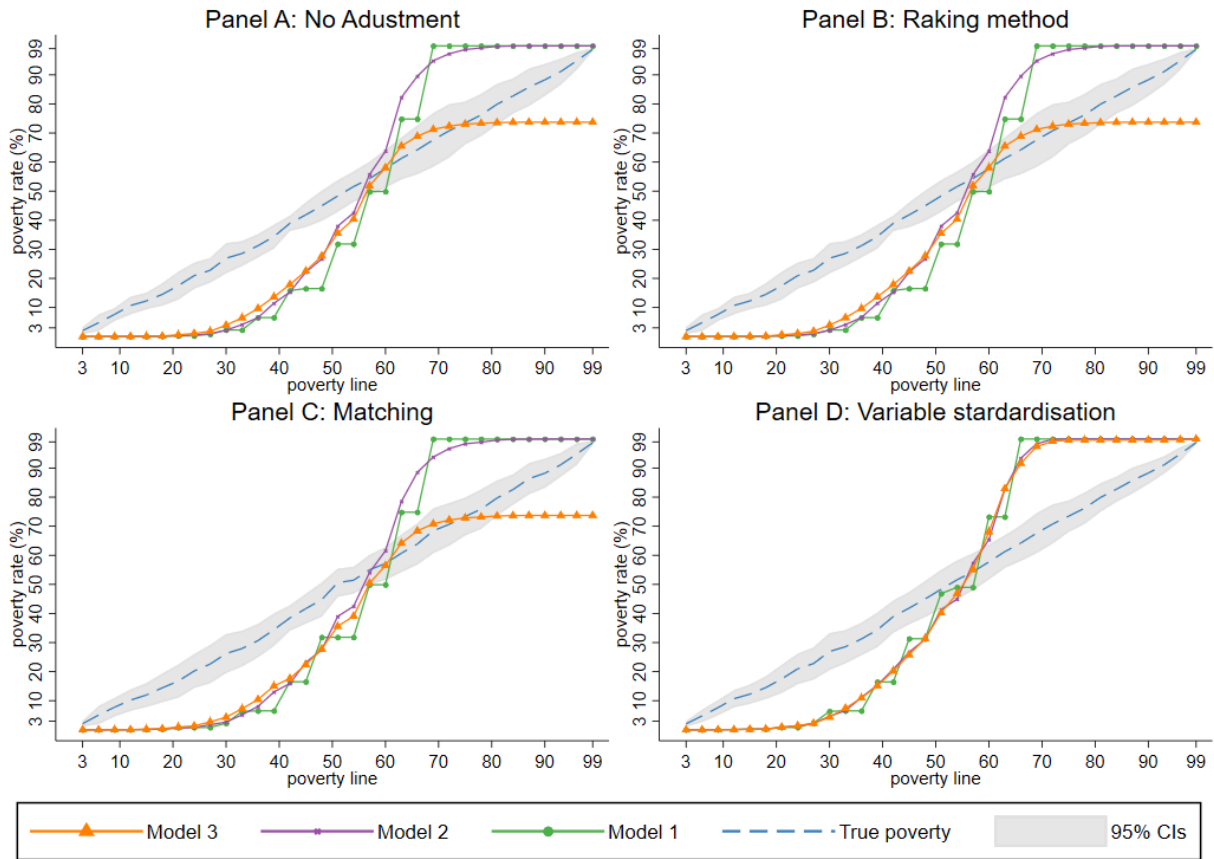 Panel A: No Adustment
Panel B: Raking method
poverty rate (%)
99
90
80
70
60
50
40
30
20
10
3
3 10 20 30 40 50 60 70 80 90 99
poverty line
poverty rate (%)
99
90
80
70
60
50
40
30
20
10
3
3 10 20 30 40 50 60 70 80 90 99
poverty line
Panel C: Matching
Panel D: Variable stardardisation
poverty rate (%)
99
90
80
70
60
50
40
30
20
10
3
3 10 20 30 40 50 60 70 80 90 99
poverty line
poverty rate (%)
99
90
80
70
60
50
40
30
20
10
3
3 10 20 30 40 50 60 70 80 90 99
poverty line
Model 3 Model 2 Model 1 True poverty 95% CIs